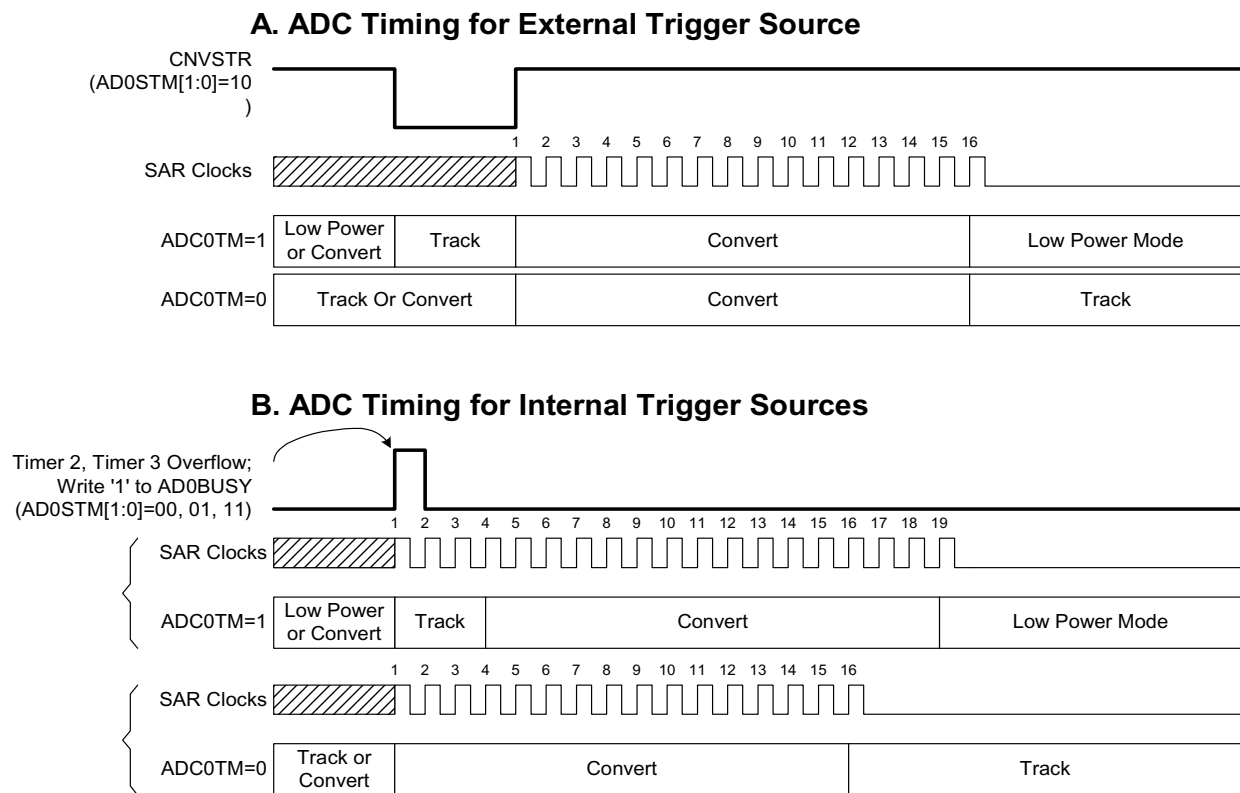 A. ADC Timing for External Trigger Source
CNVSTR
(AD0STM[1:0]=10
)
1 2 3 4 5 6 7 8 9 10 11 12 13 14 15 16
SAR Clocks
ADC0TM=1
Low Power
or Convert
Track
Convert
Low Power Mode
ADC0TM=0
Track Or Convert
Convert
Track
B. ADC Timing for Internal Trigger Sources
Timer 2, Timer 3 Overflow;
Write '1' to AD0BUSY
(AD0STM[1:0]=00, 01, 11)
1 2 3 4 5 6 7 8 9 10 11 12 13 14 15 16 17 18 19
SAR Clocks
ADC0TM=1
Low Power
or Convert
Track
Convert
Low Power Mode
1 2 3 4 5 6 7 8 9 10 11 12 13 14 15 16
SAR Clocks
ADC0TM=0
Track or
Convert
Convert
Track